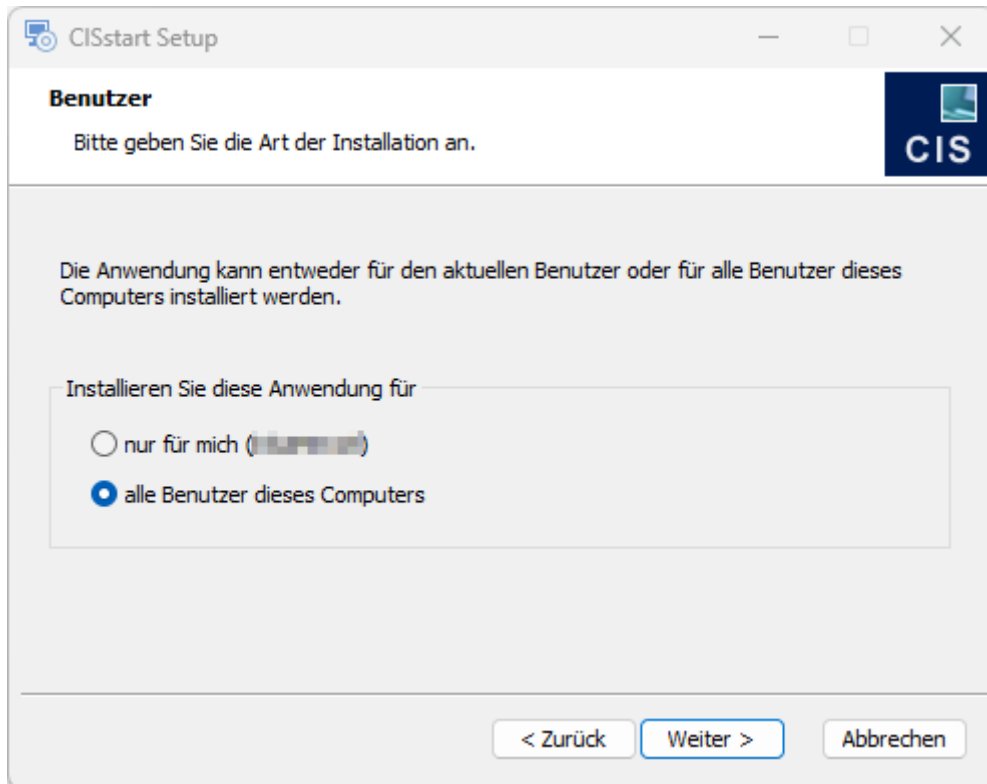 CISstart Setup
Benutzer
Bitte geben Sie die Art der Installation an.
CIS
Die Anwendung kann entweder für den aktuellen Benutzer oder für alle Benutzer dieses
Computers installiert werden.
Installieren Sie diese Anwendung für
nur für mich ( )
alle Benutzer dieses Computers
< Zurück
Weiter >
Abbrechen